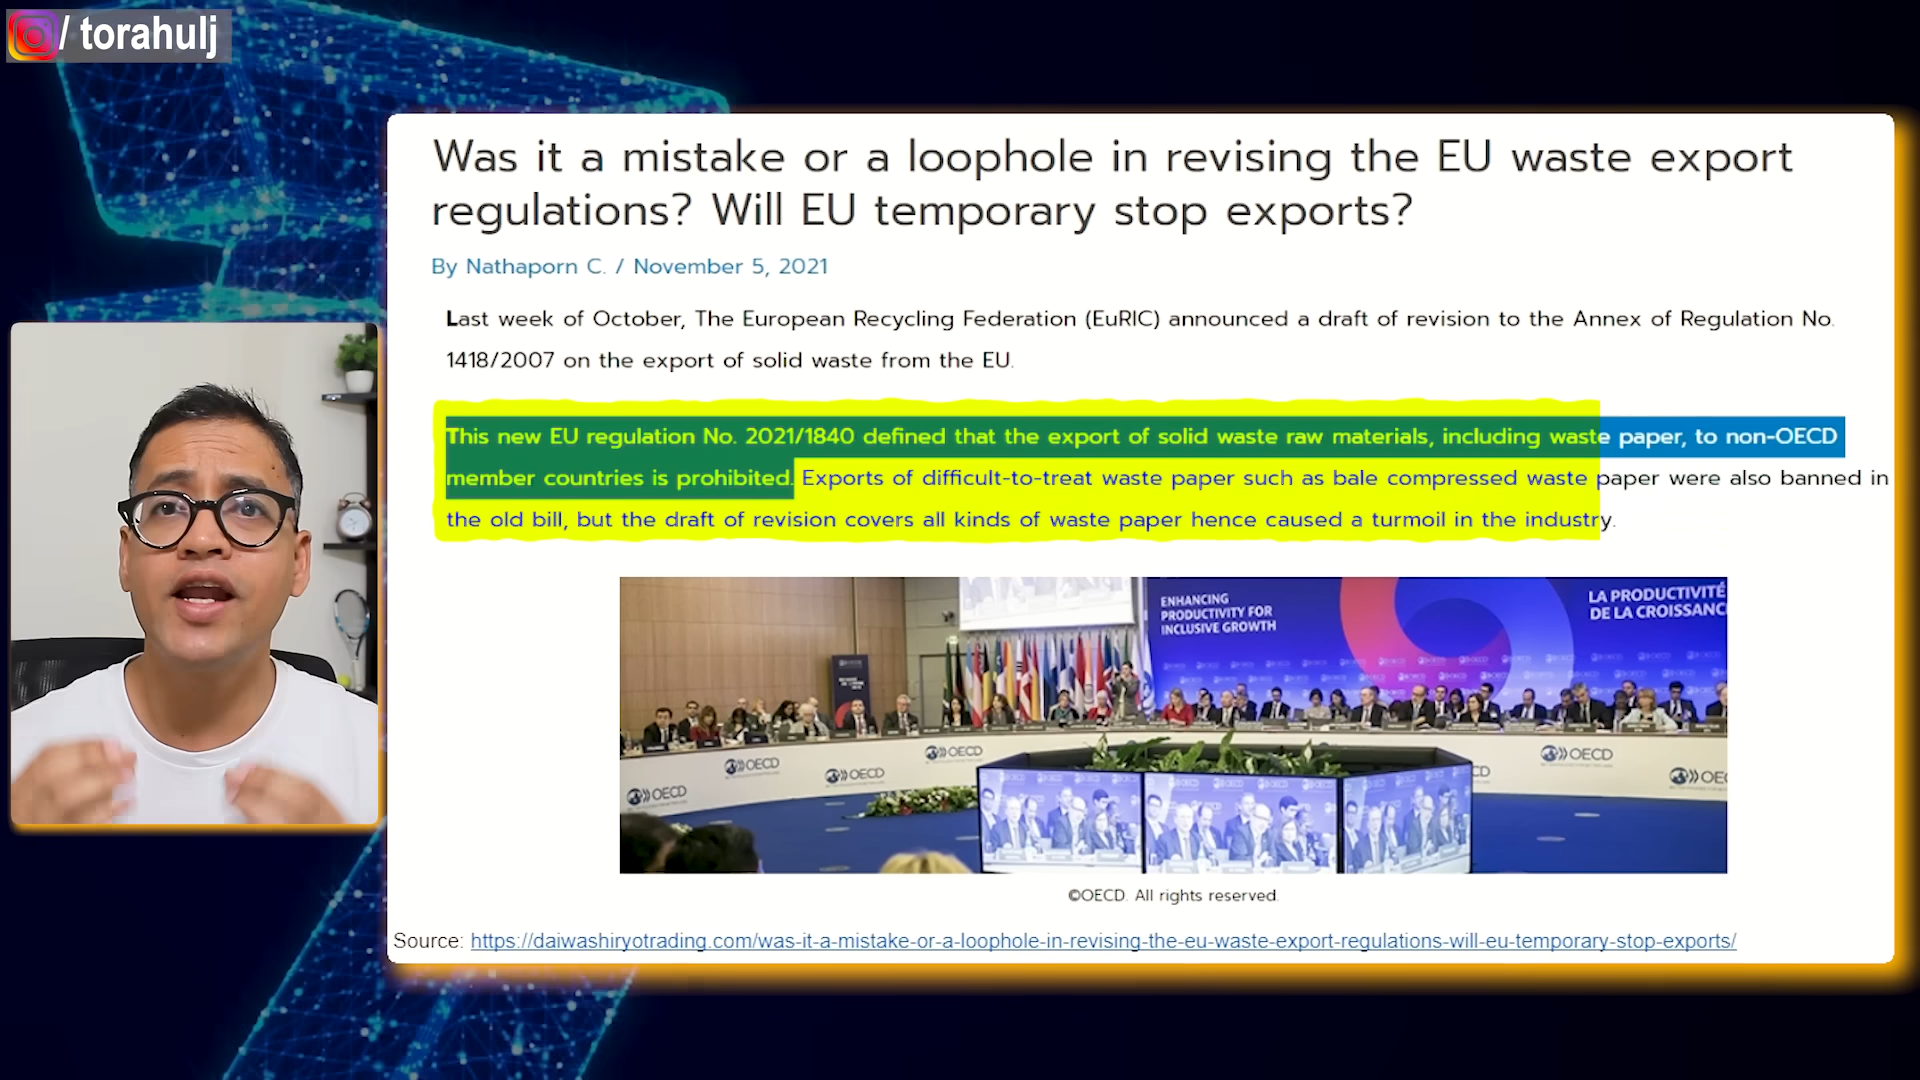 / torahulj
Was it a mistake or a loophole in revising the EU waste export
regulations? Will EU temporary stop exports?
By Nathaporn C. / November 5, 2021
Last week of October, The European Recycling Federation (EuRIC) announced a draft of revision to the Annex of Regulation No.
1418/2007 on the export of solid waste from the EU.
This new EU regulation No. 2021/1840 defined that the export of solid waste raw materials, including waste paper, to non-OECD
member countries is prohibited. Exports of difficult-to-treat waste paper such as bale compressed waste paper were also banned in
the old bill, but the draft of revision covers all kinds of waste paper hence caused a turmoil in the industry.
ENHANCING
PRODUCTIVITY FOR
INCLUSIVE GROWTH
LA PRODUCTIVITÉ
DE LA CROISSANC
OECD
OECD
OECD
OECD
CD
OECD
OEC
©OECD. All rights reserved.
Source: https://daiwashiryotrading.com/was-it-a-mistake-or-a-loophole-in-revising-the-eu-waste-export-regulations-will-eu-temporary-stop-exports/